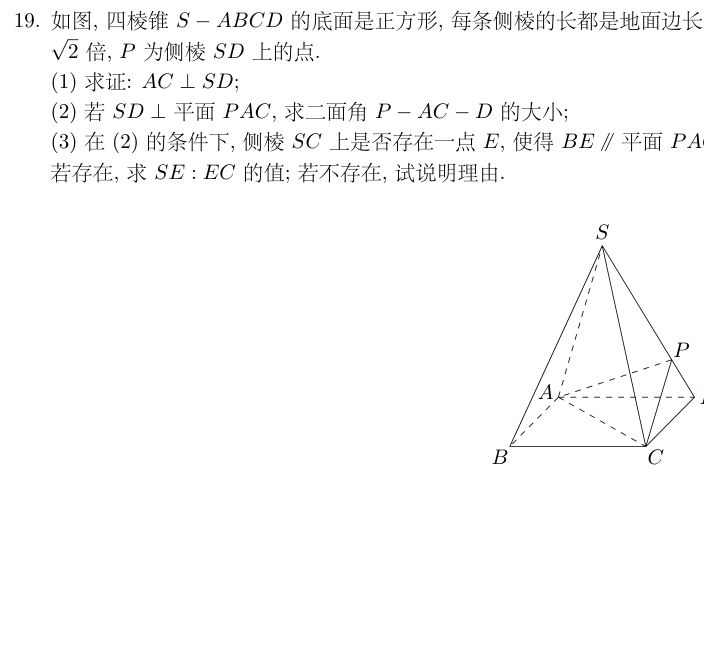 19. 如图, 四棱锥 S − ABCD 的底面是正方形, 每条侧棱的长都是地面边长
√2 倍, P 为侧棱 SD 上的点.
(1) 求证: AC ⊥ SD;
(2) 若 SD ⊥ 平面 PAC, 求二面角 P − AC − D 的大小;
(3) 在 (2) 的条件下, 侧棱 SC 上是否存在一点 E, 使得 BE ∥ 平面 PA
若存在, 求 SE : EC 的值; 若不存在, 试说明理由.
S
P
A
B
C